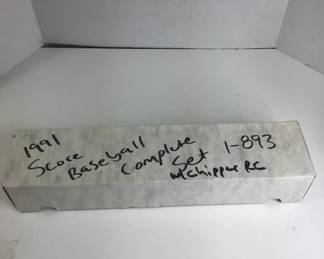 1991
Score
Baseball
Complete
Set 1-893
w/Chipper RC